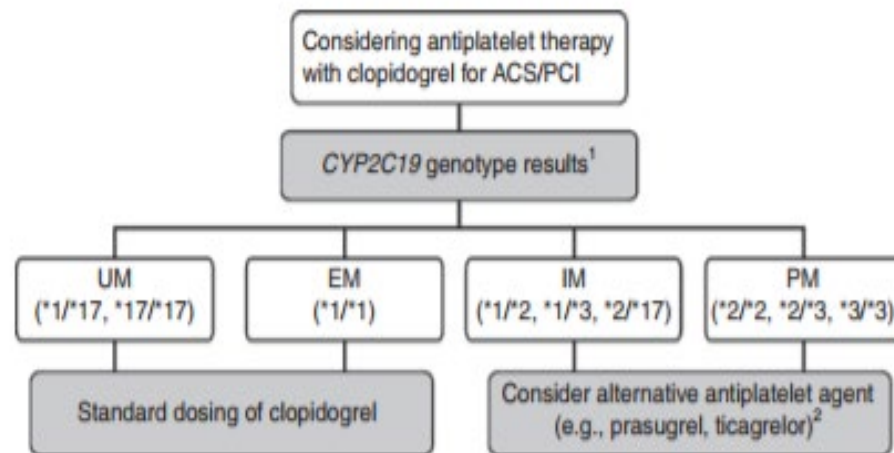 Considering antiplatelet therapy
with clopidogrel for ACS/PCI
CYP2C19 genotype results¹
UM
(*1/*17, *17/*17)
EM
(*1/*1)
IM
(*1/*2, *1/*3, *2/*17)
PM
(*2/*2, *2/*3, *3/*3)
Standard dosing of clopidogrel
Consider alternative antiplatelet agent
(e.g., prasugrel, ticagrelor)²